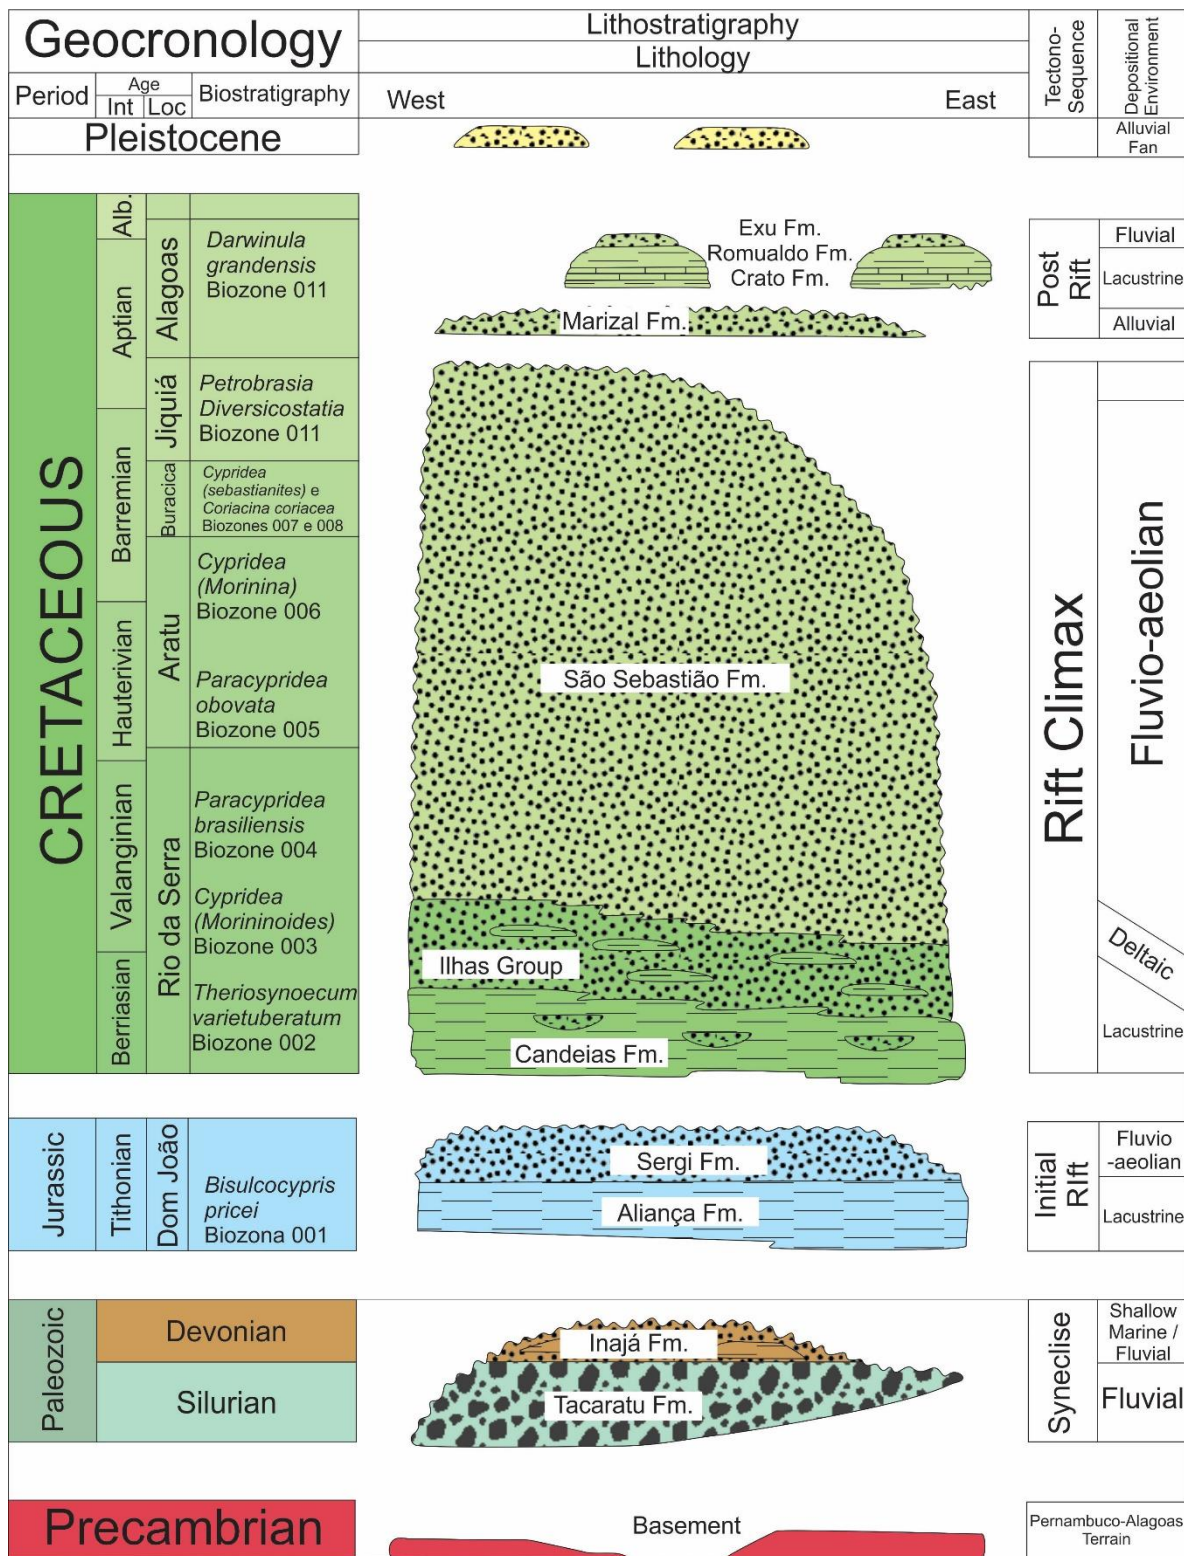 Geocronology
Lithostratigraphy
Lithology
Tectono-
Sequence
Depositional
Environment
Period
Age
Int
Loc
Biostratigraphy
West
East
Pleistocene
Alluvial
Fan
CRETACEOUS
Alb.
Aptian
Barremian
Hauterivian
Valanginian
Berriasian
Alagoas
Jiquiá
Buracica
Aratu
Rio da Serra
Darwinula
grandensis
Biozone 011
Petrobrasia
Diversicostatia
Biozone 011
Cypridea
(sebastianites) e
Coriacina coriacea
Biozones 007 e 008
Cypridea
(Morinina)
Biozone 006
Paracypridea
obovata
Biozone 005
Paracypridea
brasiliensis
Biozone 004
Cypridea
(Morininoides)
Biozone 003
Theriosynoecum
varietuberatum
Biozone 002
Exu Fm.
Romualdo Fm.
Crato Fm.
Marizal Fm.
São Sebastião Fm.
Ilhas Group
Candeias Fm.
Post
Rift
Fluvial
Lacustrine
Alluvial
Rift Climax
Fluvio-aeolian
Deltaic
Lacustrine
Jurassic
Tithonian
Dom João
Bisulcocypris
pricei
Biozona 001
Sergi Fm.
Aliança Fm.
Initial
RIft
Fluvio
-aeolian
Lacustrine
Paleozoic
Devonian
Silurian
Inajá Fm.
Tacaratu Fm.
Syneclise
Shallow
Marine /
Fluvial
Fluvial
Precambrian
Basement
Pernambuco-Alagoas
Terrain